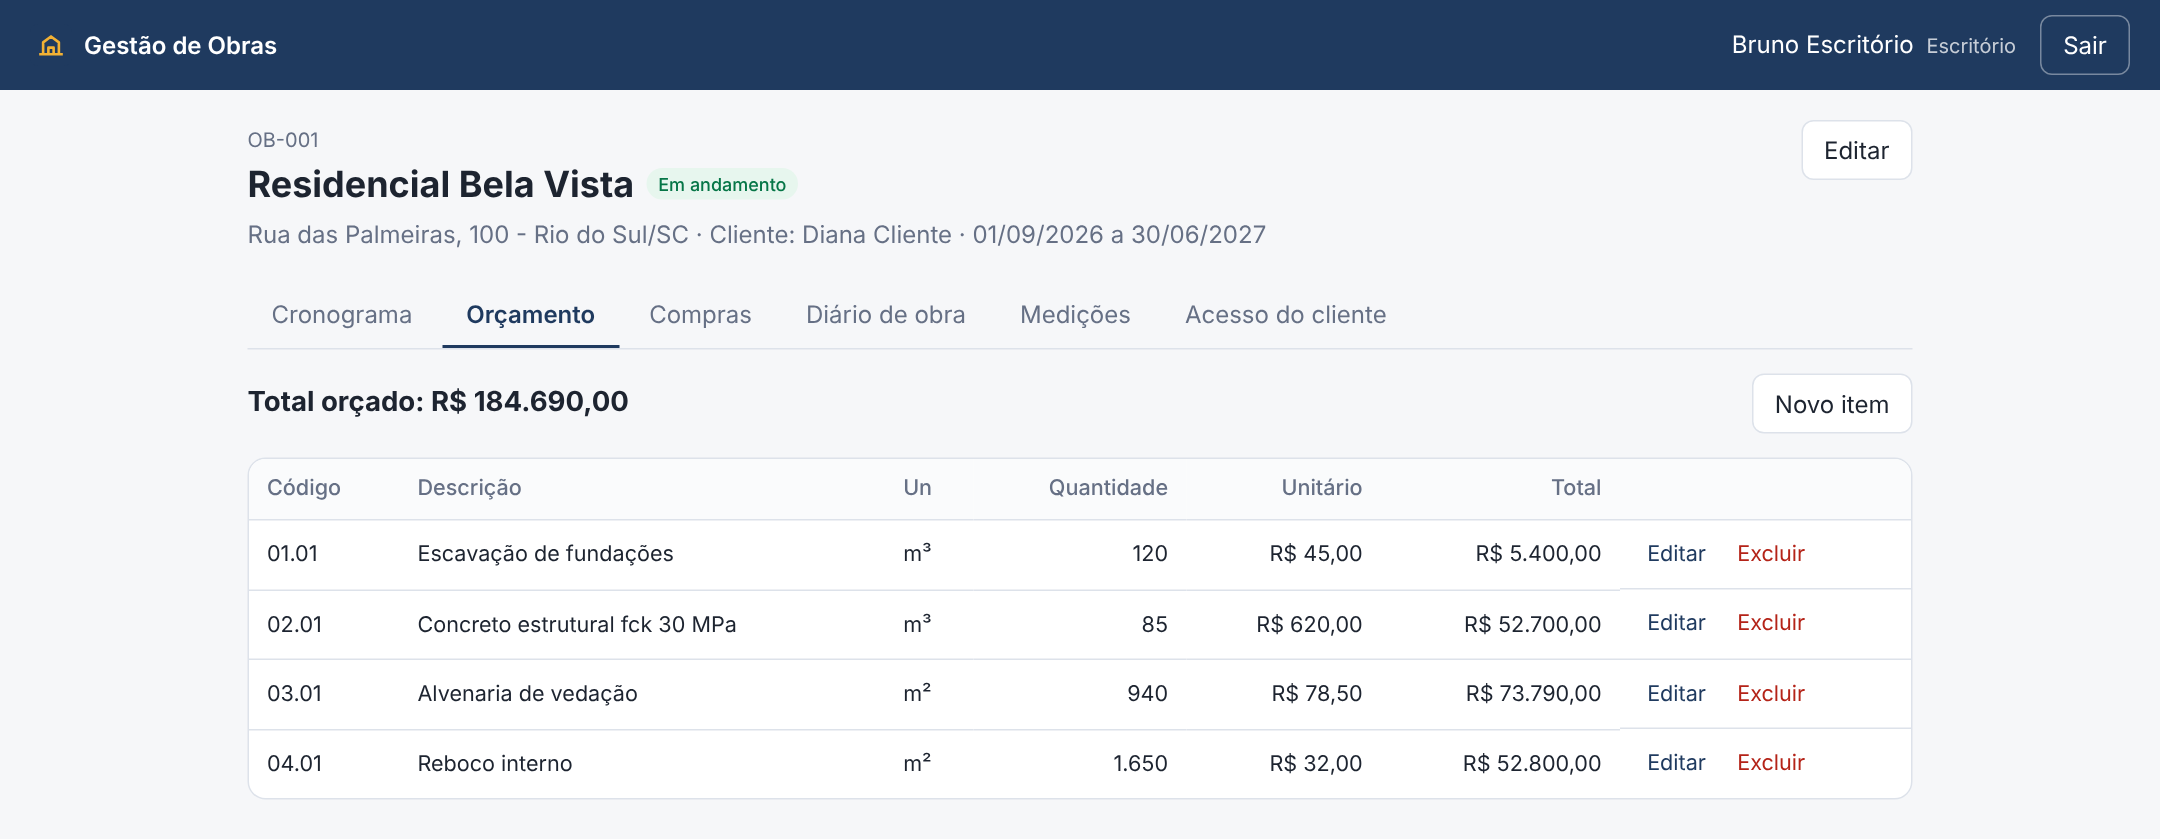 Gestão de Obras
Bruno Escritório Escritório Sair
OB-001
Editar
Residencial Bela Vista Em andamento
Rua das Palmeiras, 100 - Rio do Sul/SC · Cliente: Diana Cliente · 01/09/2026 a 30/06/2027
Cronograma Orçamento Compras Diário de obra Medições Acesso do cliente
Total orçado: R$ 184.690,00
Novo item
Código Descrição Un Quantidade Unitário Total
01.01 Escavação de fundações m³ 120 R$ 45,00 R$ 5.400,00 Editar Excluir
02.01 Concreto estrutural fck 30 MPa m³ 85 R$ 620,00 R$ 52.700,00 Editar Excluir
03.01 Alvenaria de vedação m² 940 R$ 78,50 R$ 73.790,00 Editar Excluir
04.01 Reboco interno m² 1.650 R$ 32,00 R$ 52.800,00 Editar Excluir